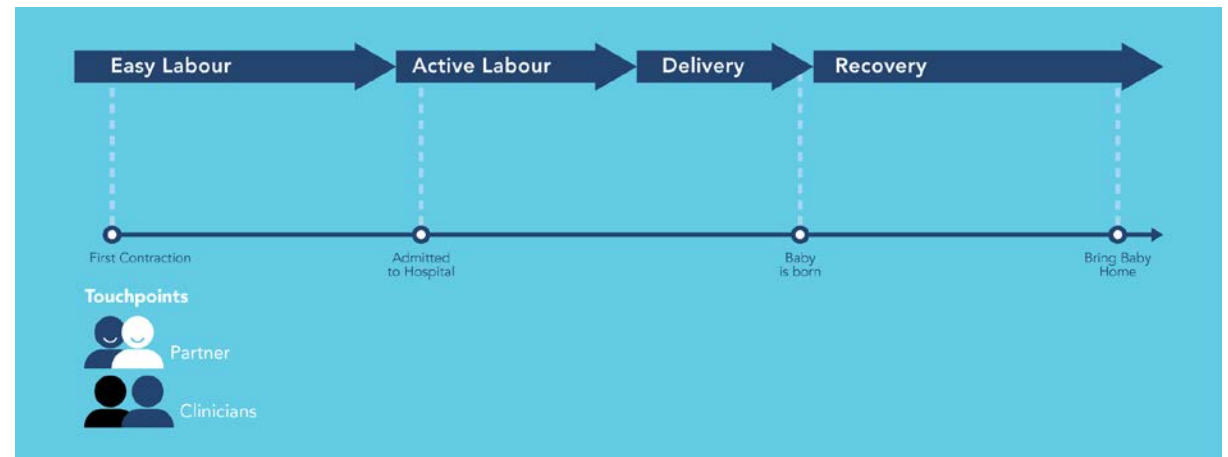 Easy Labour
Active Labour
Delivery
Recovery
First Contraction
Admitted
to Hospital
Baby
is born
Bring Baby
Home
Touchpoints
Partner
Clinicians